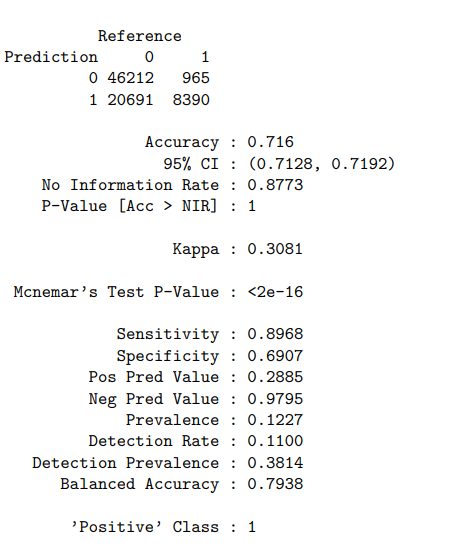 Reference
Prediction 0 1
0 46212 965
1 20691 8390
Accuracy : 0.716
95% CI : (0.7128, 0.7192)
No Information Rate : 0.8773
P-Value [Acc > NIR] : 1
Kappa : 0.3081
Mcnemar's Test P-Value : <2e-16
Sensitivity : 0.8968
Specificity : 0.6907
Pos Pred Value : 0.2885
Neg Pred Value : 0.9795
Prevalence : 0.1227
Detection Rate : 0.1100
Detection Prevalence : 0.3814
Balanced Accuracy : 0.7938
'Positive' Class : 1